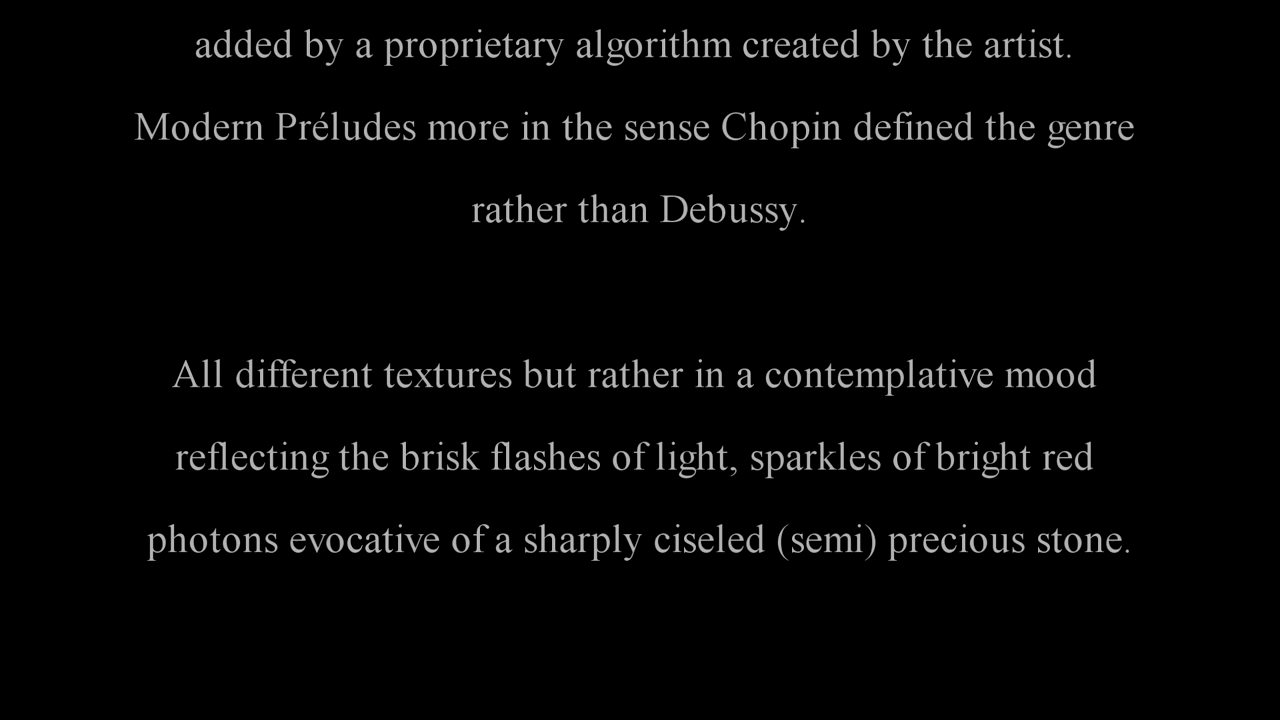 added by a proprietary algorithm created by the artist.
Modern Préludes more in the sense Chopin defined the genre
rather than Debussy.
All different textures but rather in a contemplative mood
reflecting the brisk flashes of light, sparkles of bright red
photons evocative of a sharply ciseled (semi) precious stone.